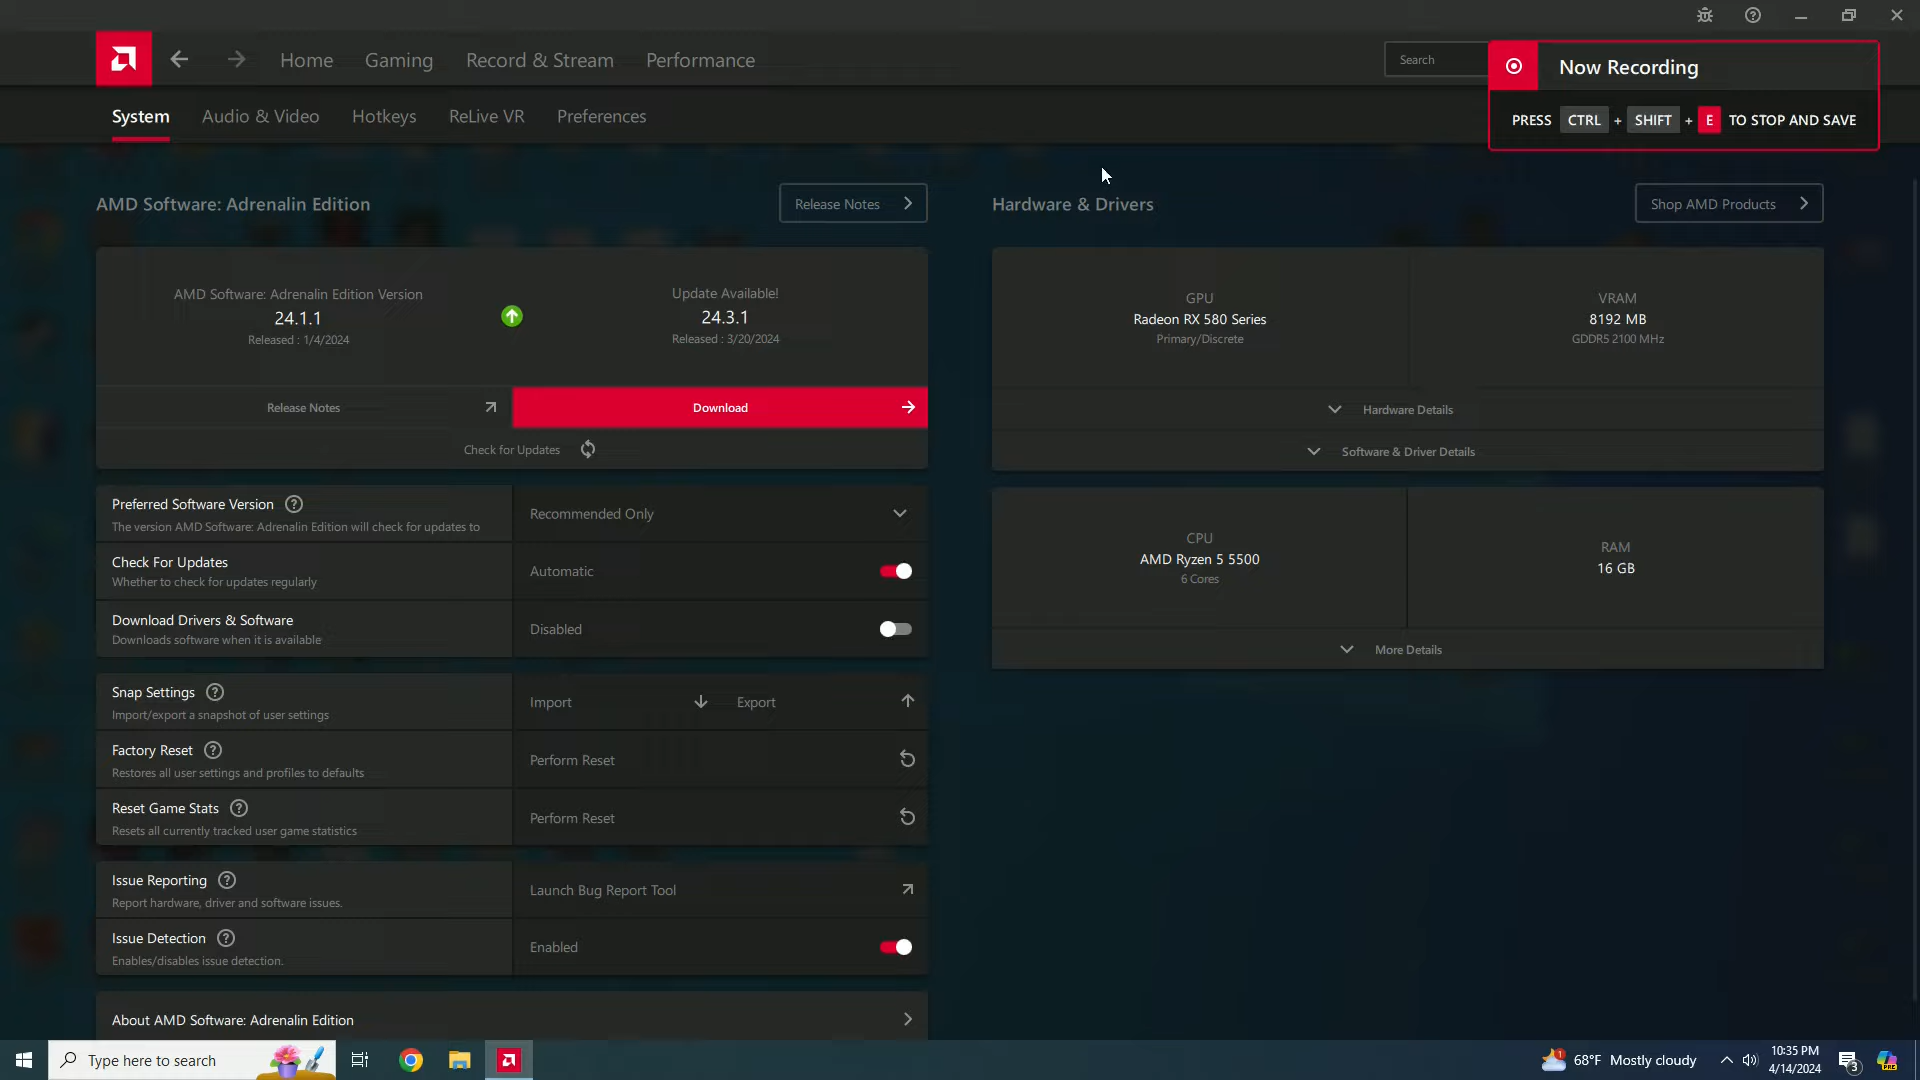 Home
Gaming
Record & Stream
Performance
Search
Now Recording
PRESS CTRL + SHIFT + E TO STOP AND SAVE
System
Audio & Video
Hotkeys
ReLive VR
Preferences
AMD Software: Adrenalin Edition
Release Notes
AMD Software: Adrenalin Edition Version
24.1.1
Released : 1/4/2024
Update Available!
24.3.1
Released : 3/20/2024
Release Notes
Download
Check for Updates
Preferred Software Version
The version AMD Software: Adrenalin Edition will check for updates to
Recommended Only
Check For Updates
Whether to check for updates regularly
Automatic
Download Drivers & Software
Downloads software when it is available
Disabled
Snap Settings
Import/export a snapshot of user settings
Import
Export
Factory Reset
Restores all user settings and profiles to defaults
Perform Reset
Reset Game Stats
Resets all currently tracked user game statistics
Perform Reset
Issue Reporting
Report hardware, driver and software issues.
Launch Bug Report Tool
Issue Detection
Enables/disables issue detection.
Enabled
About AMD Software: Adrenalin Edition
Hardware & Drivers
Shop AMD Products
GPU
Radeon RX 580 Series
Primary/Discrete
VRAM
8192 MB
GDDR5 2100 MHz
Hardware Details
Software & Driver Details
CPU
AMD Ryzen 5 5500
6 Cores
RAM
16 GB
More Details
Type here to search
1
68°F Mostly cloudy
10:35 PM
4/14/2024
3
PRE